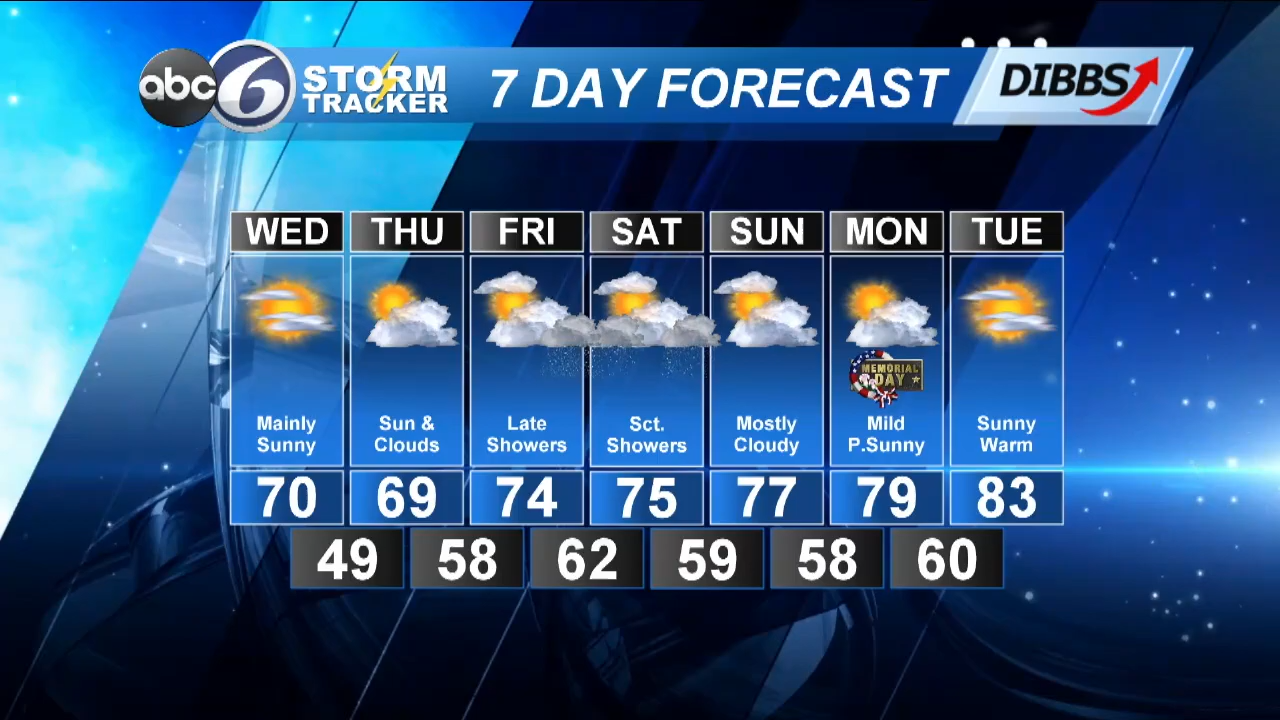 abc 6 STORM TRACKER 7 DAY FORECAST DIBBS
WED THU FRI SAT SUN MON TUE
MEMORIAL
DAY
Mainly Sun & Late Sct. Mostly Mild Sunny
Sunny Clouds Showers Showers Cloudy P.Sunny Warm
70 69 74 75 77 79 83
49 58 62 59 58 60